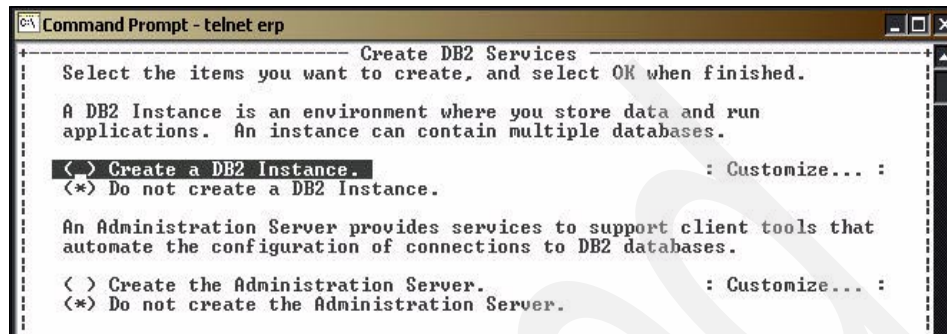 Command Prompt - telnet erp
Create DB2 Services
Select the items you want to create, and select OK when finished.
A DB2 Instance is an environment where you store data and run
applications. An instance can contain multiple databases.
(_) Create a DB2 Instance. : Customize... :
(*) Do not create a DB2 Instance.
An Administration Server provides services to support client tools that
automate the configuration of connections to DB2 databases.
( ) Create the Administration Server. : Customize... :
(*) Do not create the Administration Server.